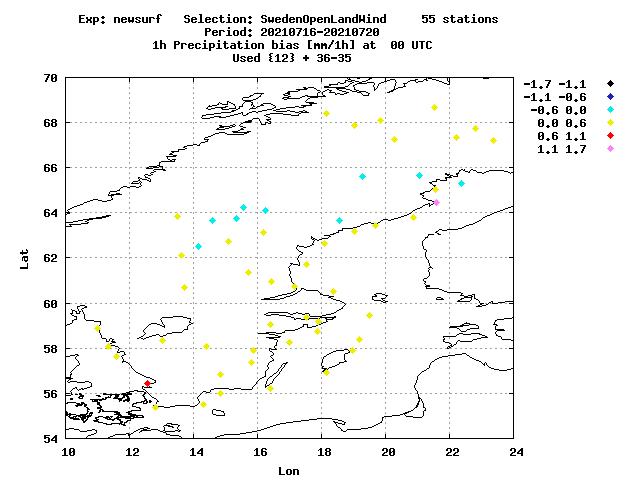 Exp: newsurf Selection: SwedenOpenLandWind 55 stations
Period: 20210716-20210720
1h Precipitation bias [mm/1h] at 00 UTC
Used {12} + 36-35
-1.7 -1.1
-1.1 -0.6
-0.6 0.0
0.0 0.6
0.6 1.1
1.1 1.7
70
68
66
64
62
60
58
56
54
Lat
10 12 14 16 18 20 22 24
Lon